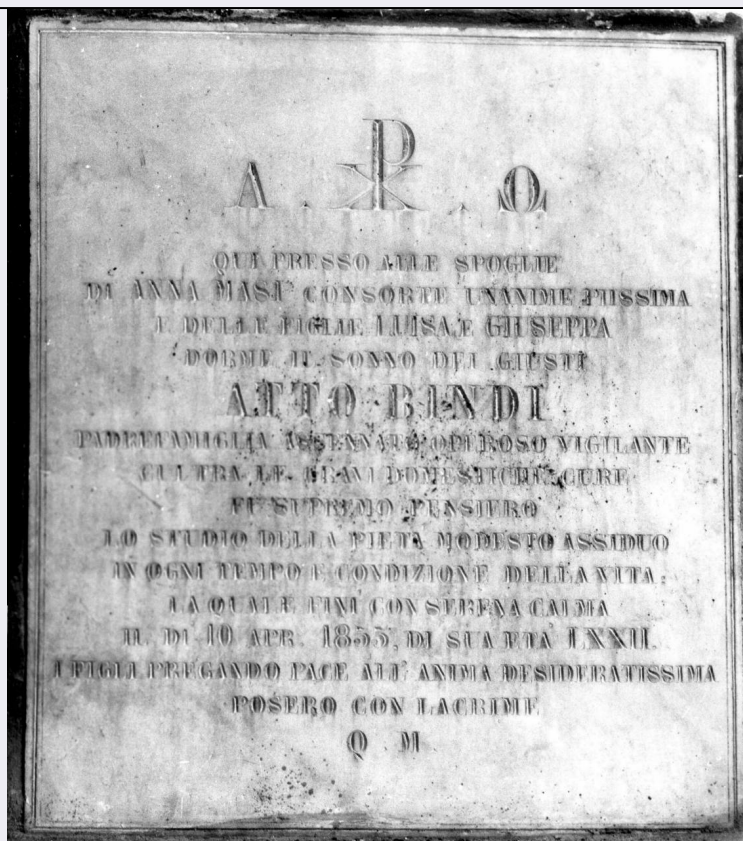 A . ☧ . Ω
QUI PRESSO ALLE SPOGLIE
DI ANNA MASI CONSORTE UNANIME PIISSIMA
E DELLE FIGLIE LUISA E GIUSEPPA
DORME IL SONNO DEI GIUSTI
ATTO BINDI
PADREFAMIGLIA ASSENNATO OPEROSO VIGILANTE
CUI TRA LE GRAVI DOMESTICHE CURE
FU SUPREMO PENSIERO
LO STUDIO DELLA PIETÀ MODESTO ASSIDUO
IN OGNI TEMPO E CONDIZIONE DELLA VITA:
LA QUALE FINÌ CON SERENA CALMA
IL DÌ 10 APR. 1855, DI SUA ETÀ LXXII.
I FIGLI PREGANDO PACE ALL' ANIMA DESIDERATISSIMA
POSERO CON LACRIME
Q. M.